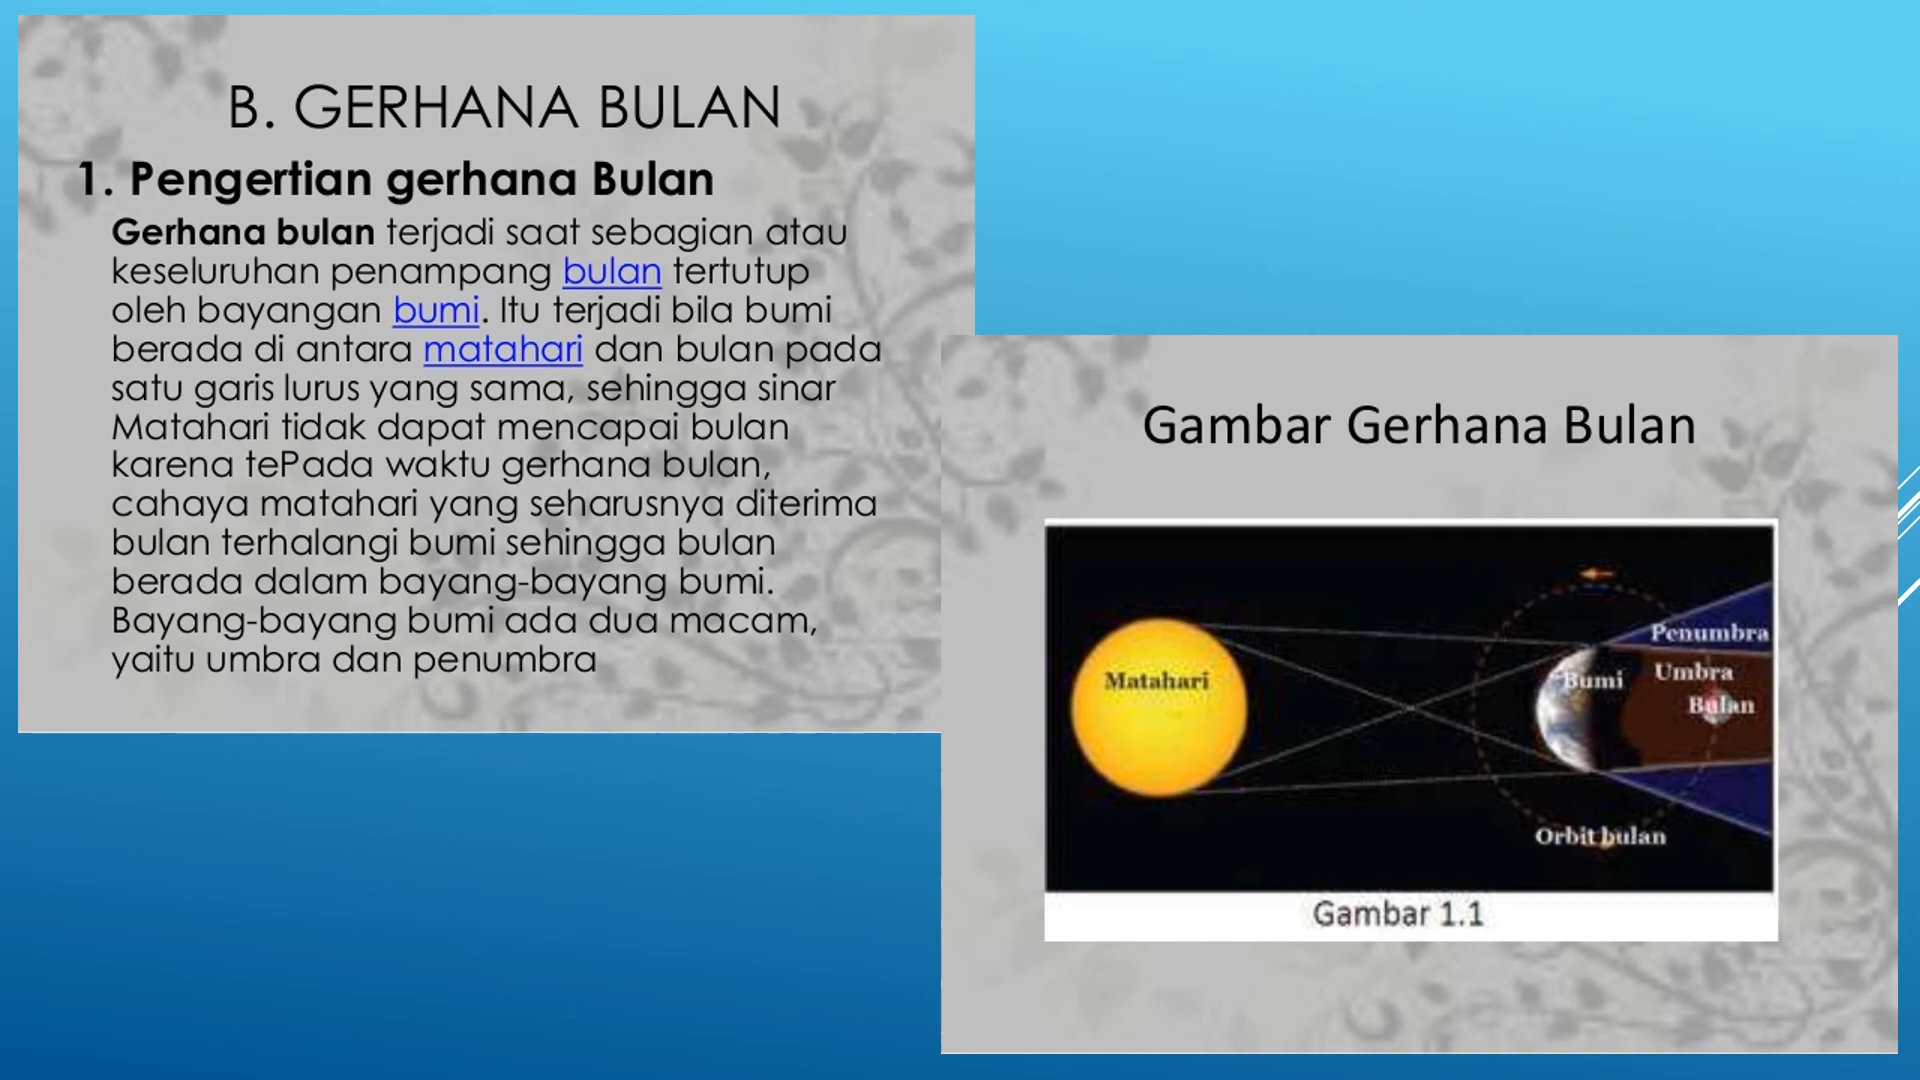 B. GERHANA BULAN
1. Pengertian gerhana Bulan
Gerhana bulan terjadi saat sebagian atau
keseluruhan penampang bulan tertutup
oleh bayangan bumi. Itu terjadi bila bumi
berada di antara matahari dan bulan pada
satu garis lurus yang sama, sehingga sinar
Matahari tidak dapat mencapai bulan
karena tePada waktu gerhana bulan,
cahaya matahari yang seharusnya diterima
bulan terhalangi bumi sehingga bulan
berada dalam bayang-bayang bumi.
Bayang-bayang bumi ada dua macam,
yaitu umbra dan penumbra
Gambar Gerhana Bulan
Matahari
Bumi
Penumbra
Umbra
Bulan
Orbit bulan
Gambar 1.1